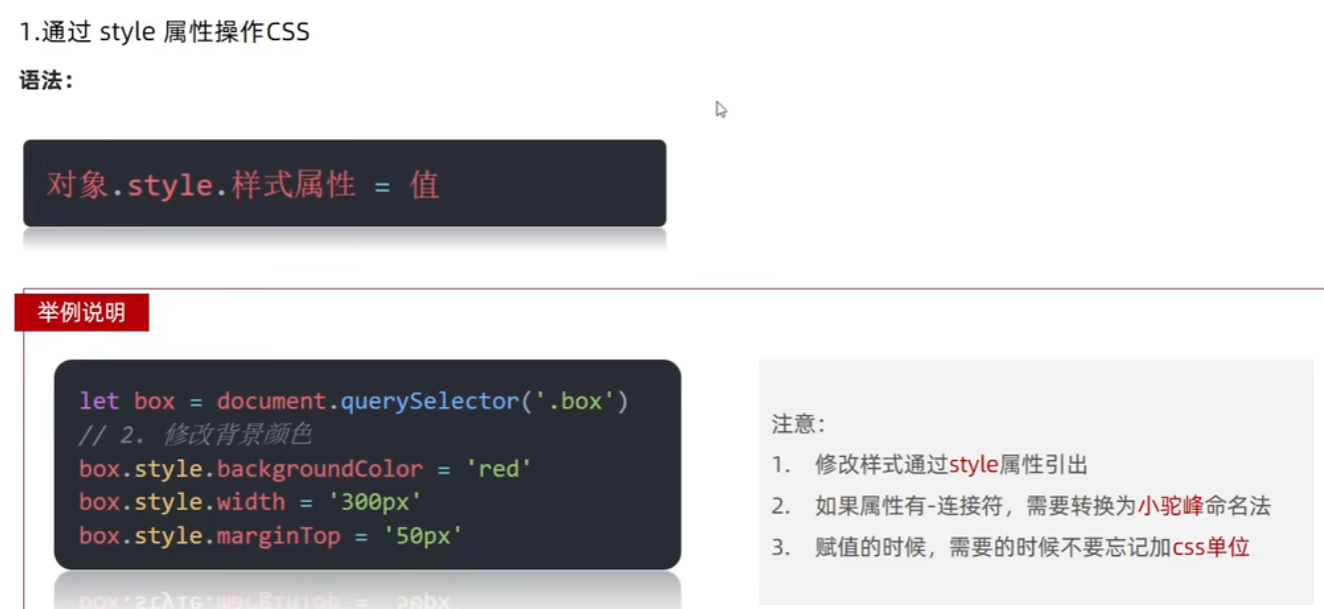 1.通过 style 属性操作CSS
语法：
对象.style.样式属性 = 值
举例说明
let box = document.querySelector('.box')
// 2. 修改背景颜色
box.style.backgroundColor = 'red'
box.style.width = '300px'
box.style.marginTop = '50px'
注意：
1. 修改样式通过style属性引出
2. 如果属性有-连接符，需要转换为小驼峰命名法
3. 赋值的时候，需要的时候不要忘记加css单位